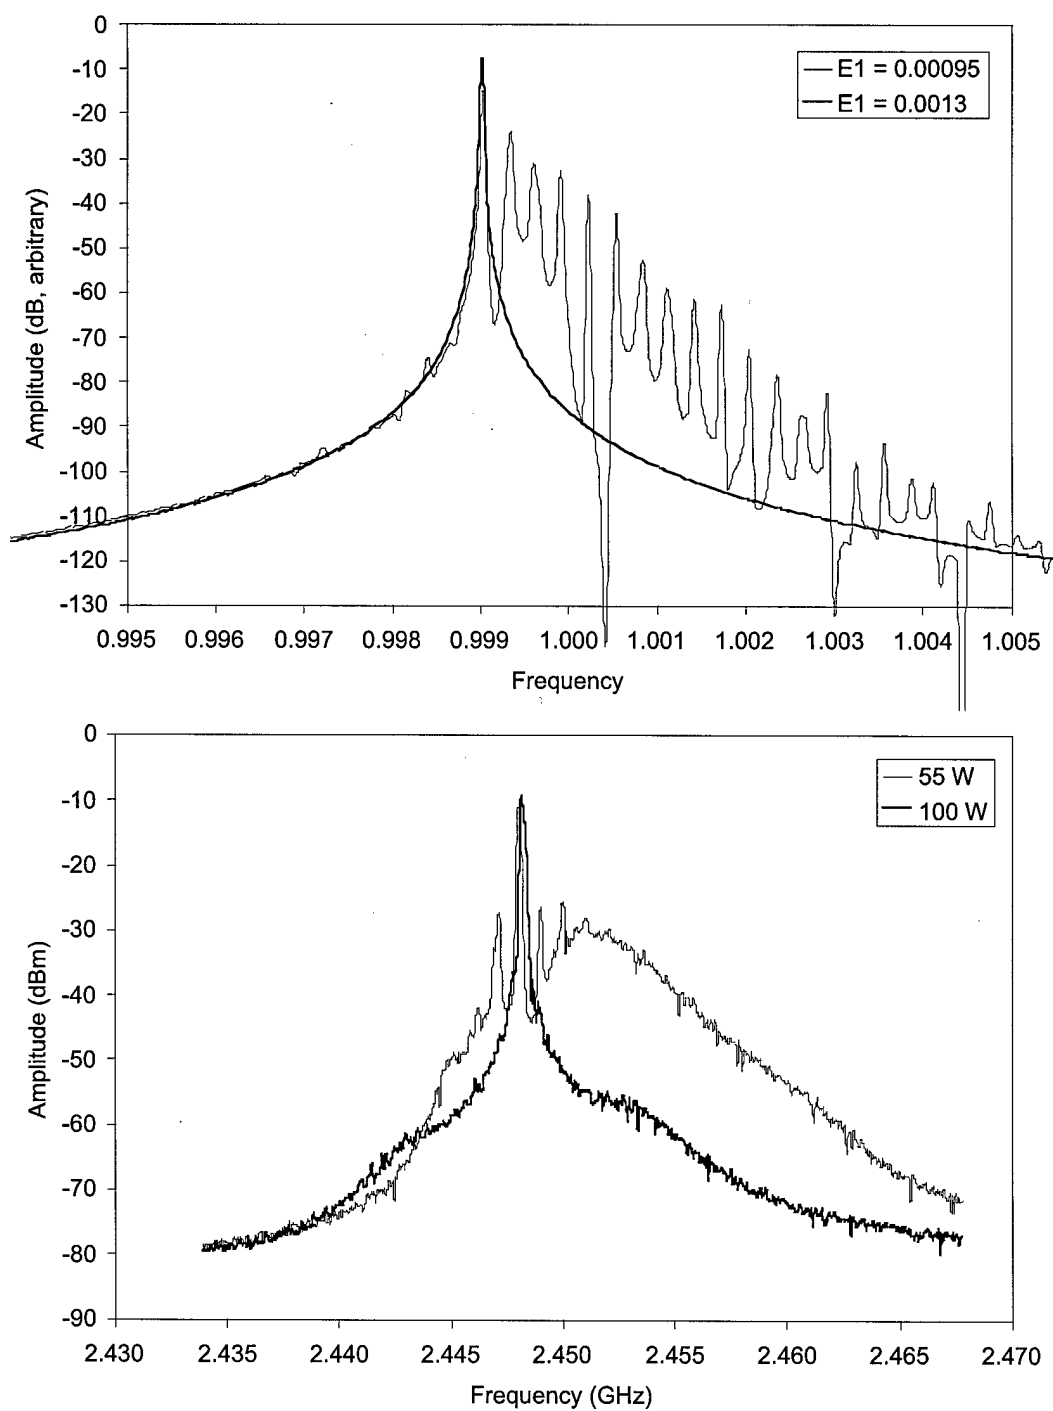 0
-10
-20
-30
-40
-50
-60
-70
-80
-90
-100
-110
-120
-130
Amplitude (dB, arbitrary)
E1 = 0.00095
E1 = 0.0013
0.995 0.996 0.997 0.998 0.999 1.000 1.001 1.002 1.003 1.004 1.005
Frequency
0
-10
-20
-30
-40
-50
-60
-70
-80
-90
Amplitude (dBm)
55 W
100 W
2.430 2.435 2.440 2.445 2.450 2.455 2.460 2.465 2.470
Frequency (GHz)